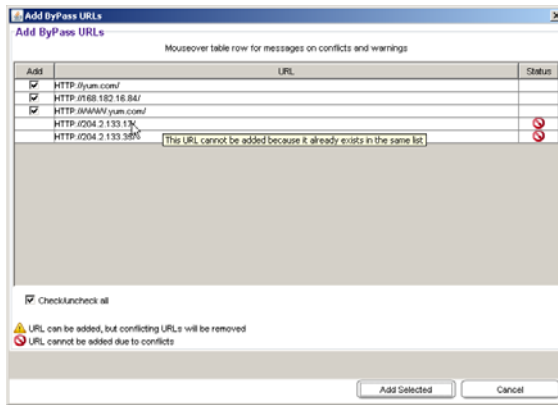 Add ByPass URLs
Add ByPass URLs
Mouseover table row for messages on conflicts and warnings
Add URL Status
HTTP://yum.com/
HTTP://168.182.16.84/
HTTP://WWW.yum.com/
HTTP://204.2.133.17/
HTTP://204.2.133.35/
This URL cannot be added because it already exists in the same list
Check/uncheck all
URL can be added, but conflicting URLs will be removed
URL cannot be added due to conflicts
Add Selected Cancel